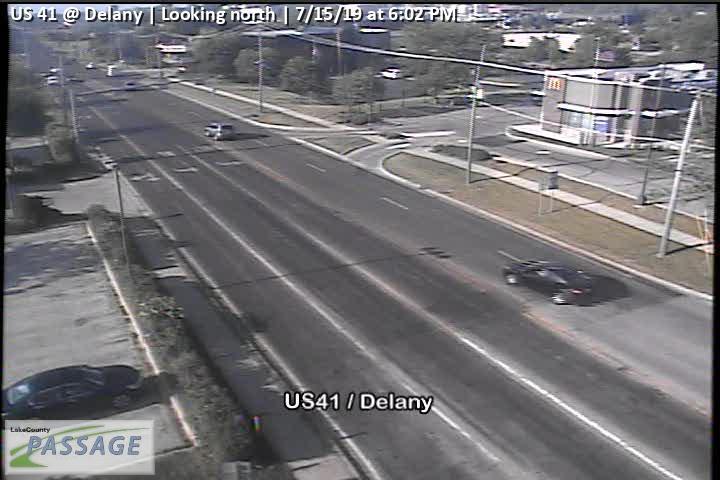 US 41 @ Delany | Looking north | 7/15/19 at 6:02 PM
US41 / Delany
LakeCounty
PASSAGE